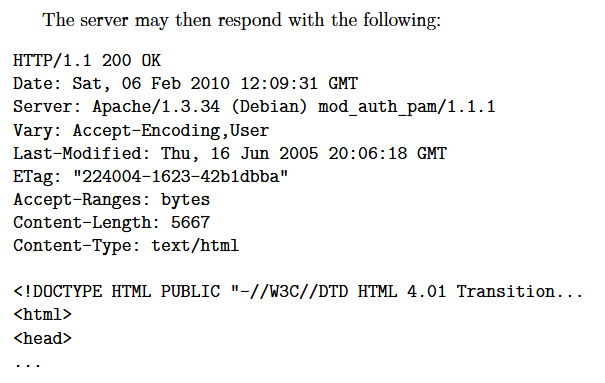 The server may then respond with the following:
HTTP/1.1 200 OK
Date: Sat, 06 Feb 2010 12:09:31 GMT
Server: Apache/1.3.34 (Debian) mod_auth_pam/1.1.1
Vary: Accept-Encoding,User
Last-Modified: Thu, 16 Jun 2005 20:06:18 GMT
ETag: "224004-1623-42b1dbba"
Accept-Ranges: bytes
Content-Length: 5667
Content-Type: text/html
<!DOCTYPE HTML PUBLIC "-//W3C//DTD HTML 4.01 Transition...
<html>
<head>
...